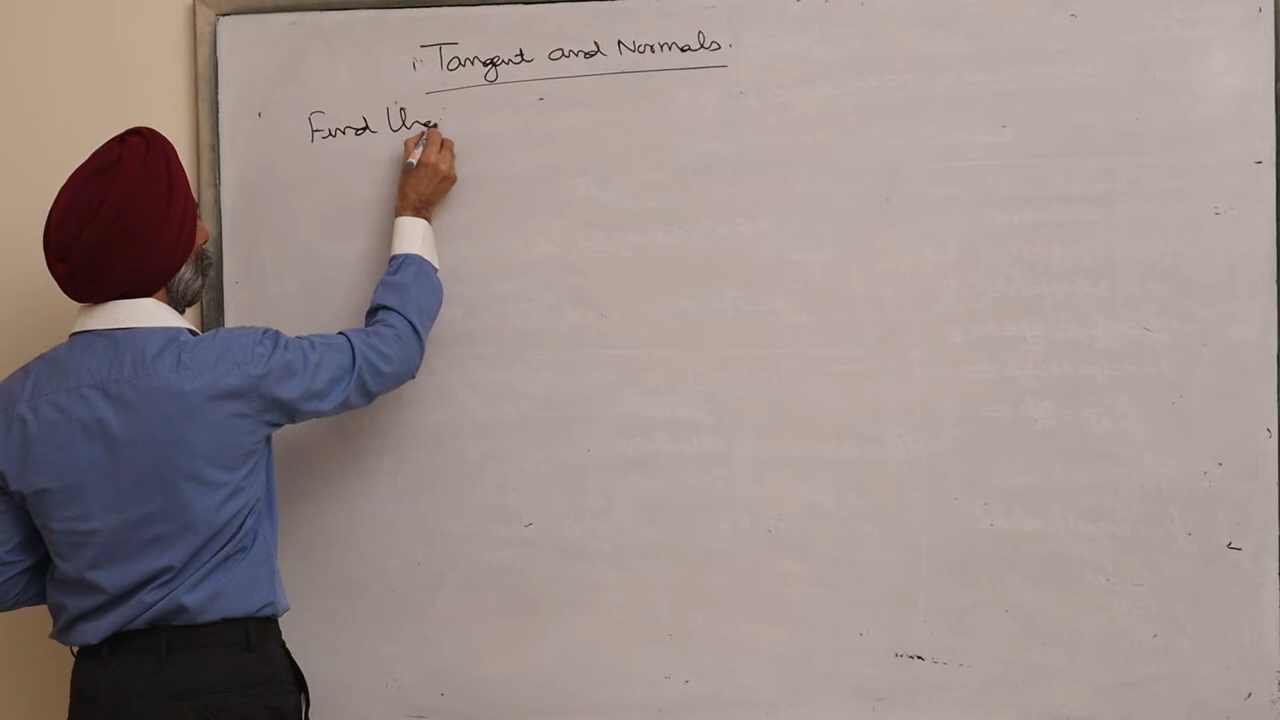 Tangent and Normals.
Find the